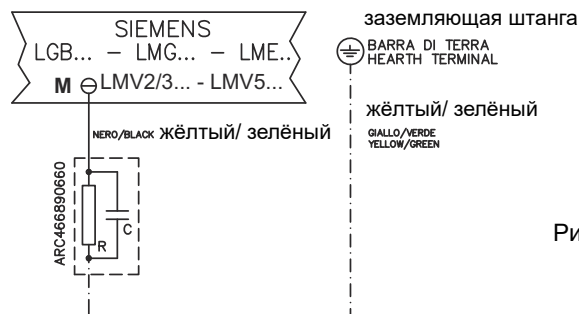 SIEMENS
LGB... – LMG... – LME..
M LMV2/3... - LMV5...
NERO/BLACK жёлтый/ зелёный
ARC466890660
R
C
заземляющая штанга
BARRA DI TERRA
HEARTH TERMINAL
жёлтый/ зелёный
GIALLO/VERDE
YELLOW/GREEN
Ри